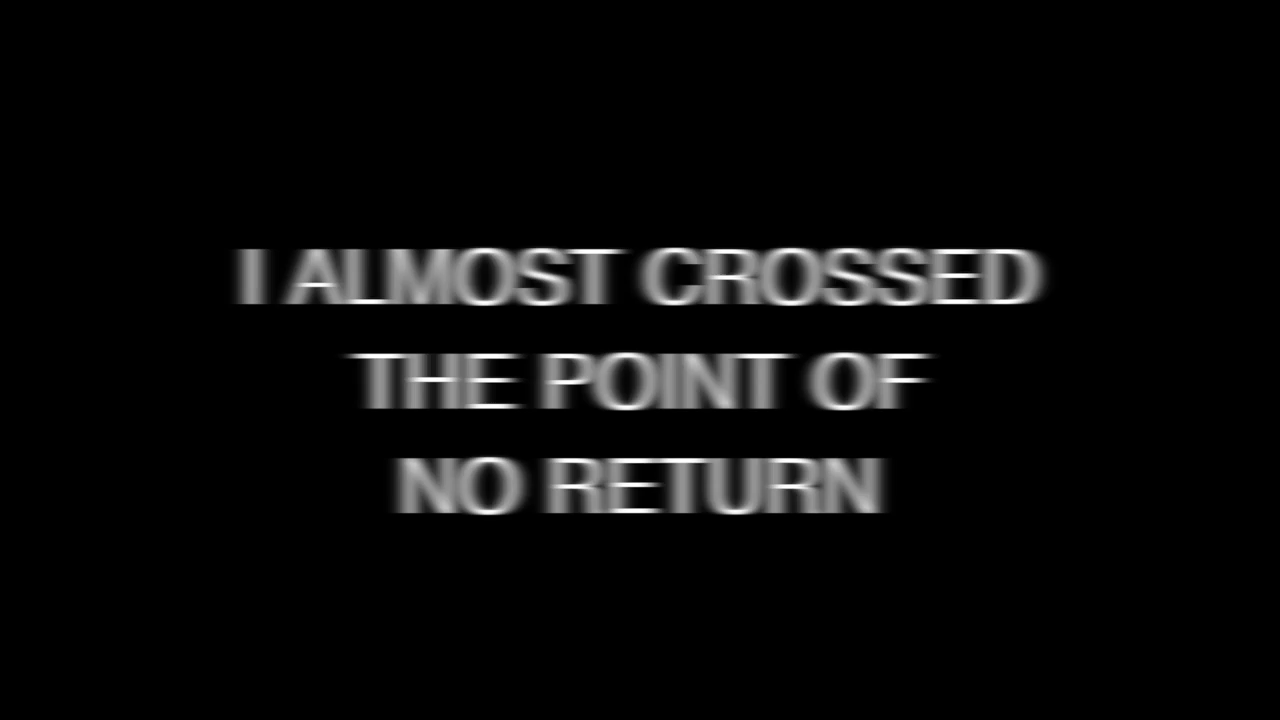 I ALMOST CROSSED
THE POINT OF
NO RETURN